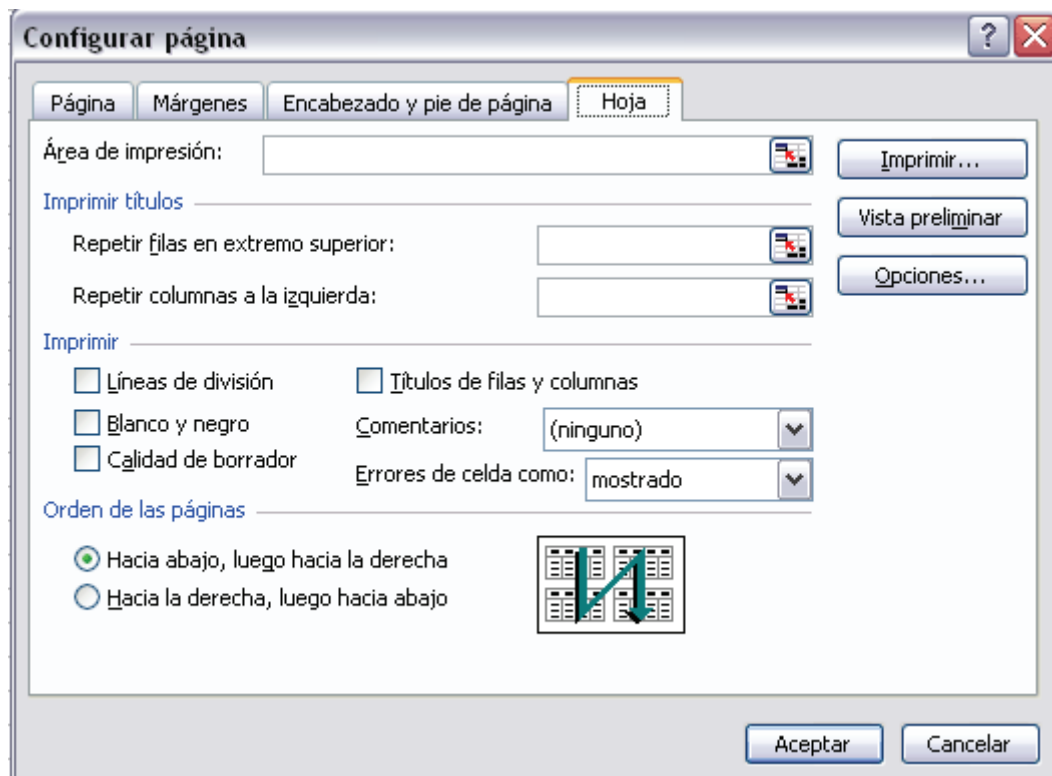 Configurar página
Página Márgenes Encabezado y pie de página Hoja
Área de impresión:
Imprimir...
Imprimir títulos
Vista preliminar
Repetir filas en extremo superior:
Opciones...
Repetir columnas a la izquierda:
Imprimir
Líneas de división
Títulos de filas y columnas
Blanco y negro
Comentarios: (ninguno)
Calidad de borrador
Errores de celda como: mostrado
Orden de las páginas
Hacia abajo, luego hacia la derecha
Hacia la derecha, luego hacia abajo
Aceptar Cancelar